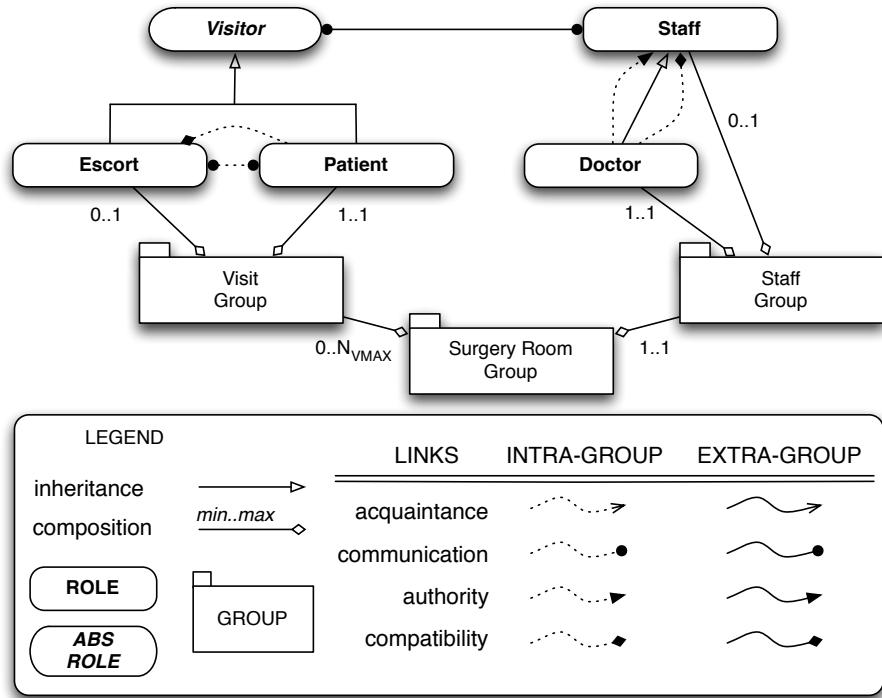 Visitor
Staff
0..1
Escort
Patient
Doctor
0..1
1..1
1..1
Visit
Group
Staff
Group
0..NVMAX
Surgery Room
Group
1..1
LEGEND
LINKS INTRA-GROUP EXTRA-GROUP
inheritance
composition
min..max
acquaintance
communication
authority
compatibility
ROLE
GROUP
ABS
ROLE